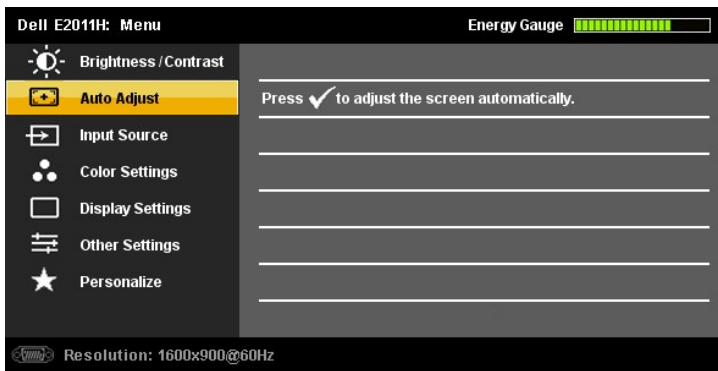 Dell E2011H: Menu
Energy Gauge
Brightness / Contrast
Auto Adjust
Press ✓ to adjust the screen automatically.
Input Source
Color Settings
Display Settings
Other Settings
Personalize
Resolution: 1600x900@60Hz